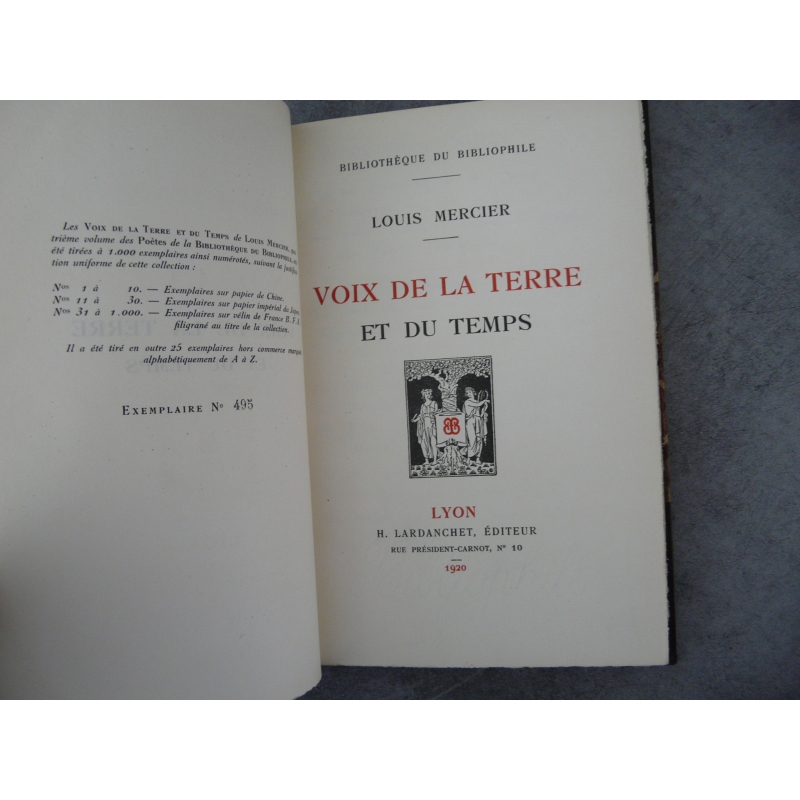 Les VOIX DE LA TERRE ET DU TEMPS de LOUIS MERCIER,
trième volume des Poètes de la BIBLIOTHÈQUE DU BIBLIOPHILE
été tirées à 1.000 exemplaires ainsi numérotés, suivant la
tion uniforme de cette collection :
Nos 1 à 10. — Exemplaires sur papier de Chine.
Nos 11 à 30. — Exemplaires sur papier impérial du
Nos 31 à 1.000. — Exemplaires sur vélin de France B. F.
filigrané au titre de la collection.
Il a été tiré en outre 25 exemplaires hors commerce
alphabétiquement de A à Z.
EXEMPLAIRE No 495
BIBLIOTHÈQUE DU BIBLIOPHILE
LOUIS MERCIER
VOIX DE LA TERRE
ET DU TEMPS
LYON
H. LARDANCHET, ÉDITEUR
RUE PRÉSIDENT-CARNOT, No 10
1920